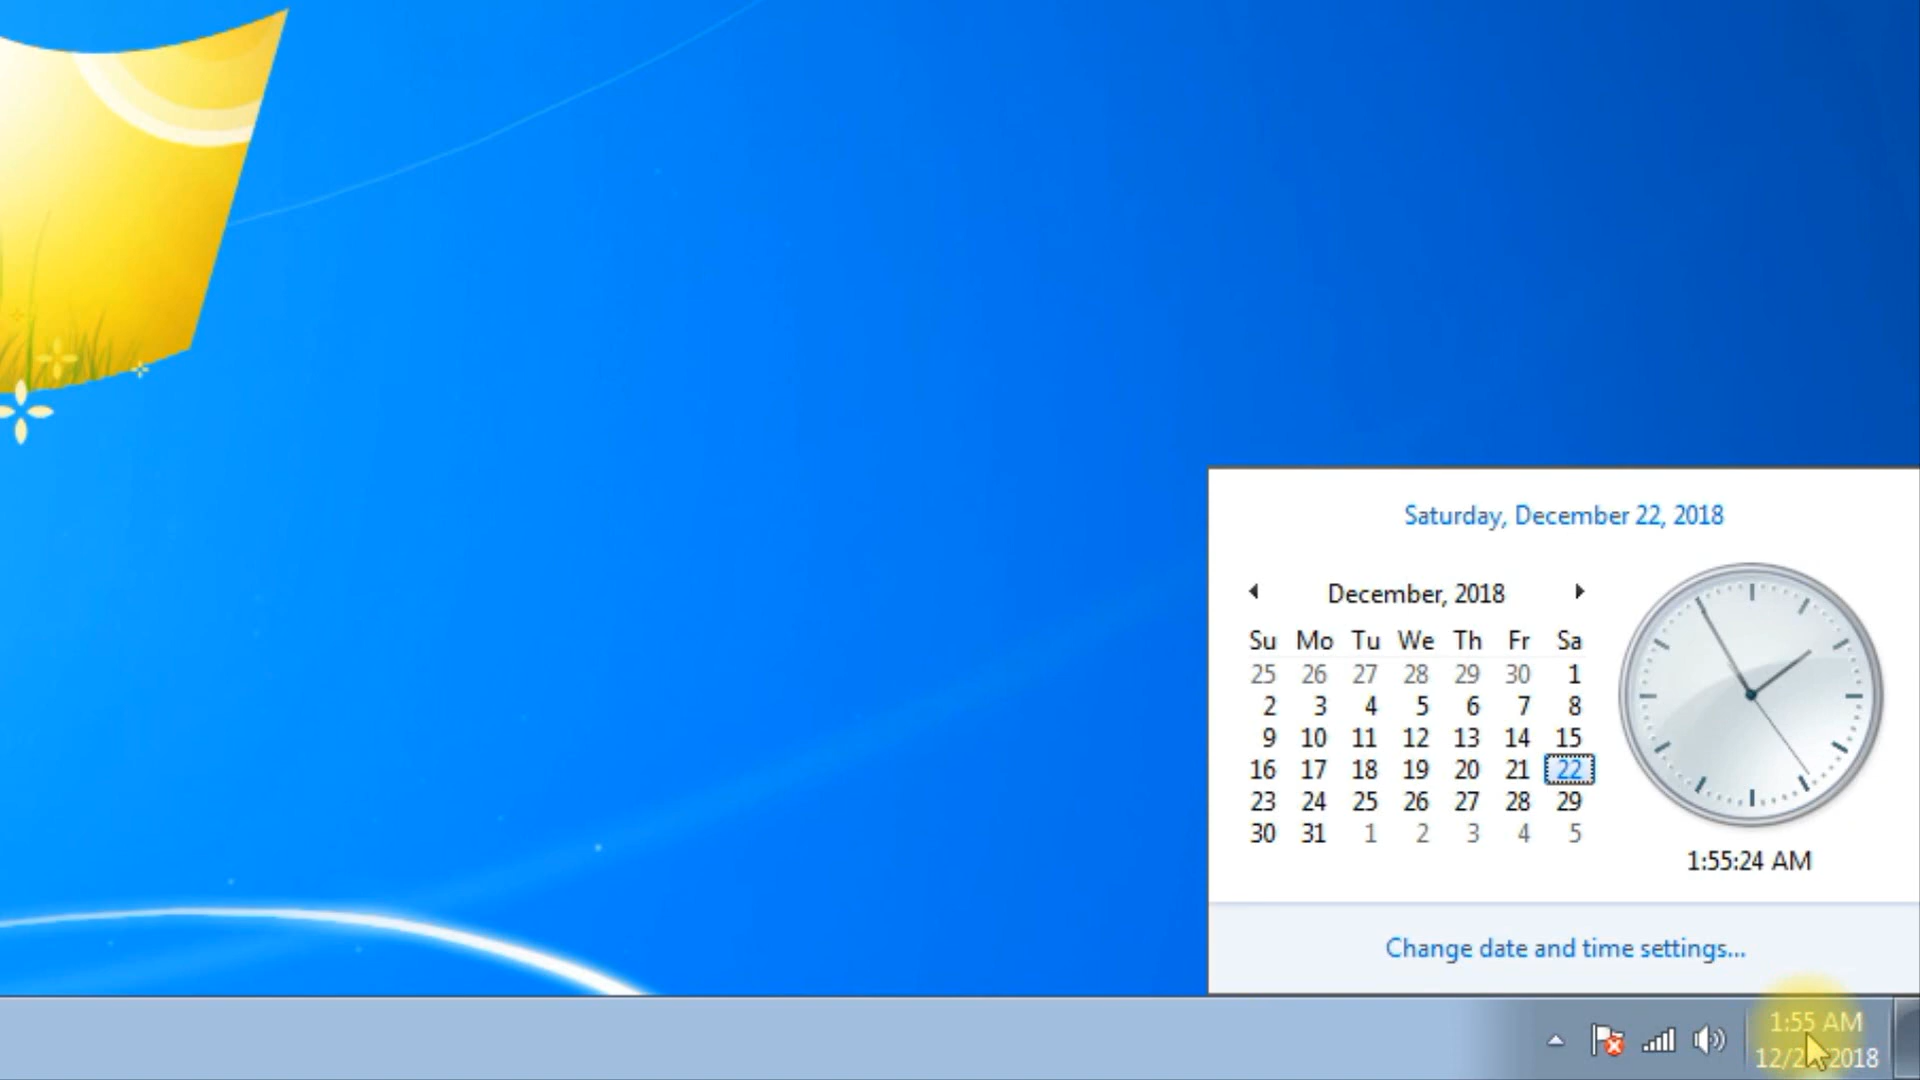 Saturday, December 22, 2018
December, 2018
Su Mo Tu We Th Fr Sa
25 26 27 28 29 30 1
2 3 4 5 6 7 8
9 10 11 12 13 14 15
16 17 18 19 20 21 22
23 24 25 26 27 28 29
30 31 1 2 3 4 5
1:55:24 AM
Change date and time settings...
1:55 AM